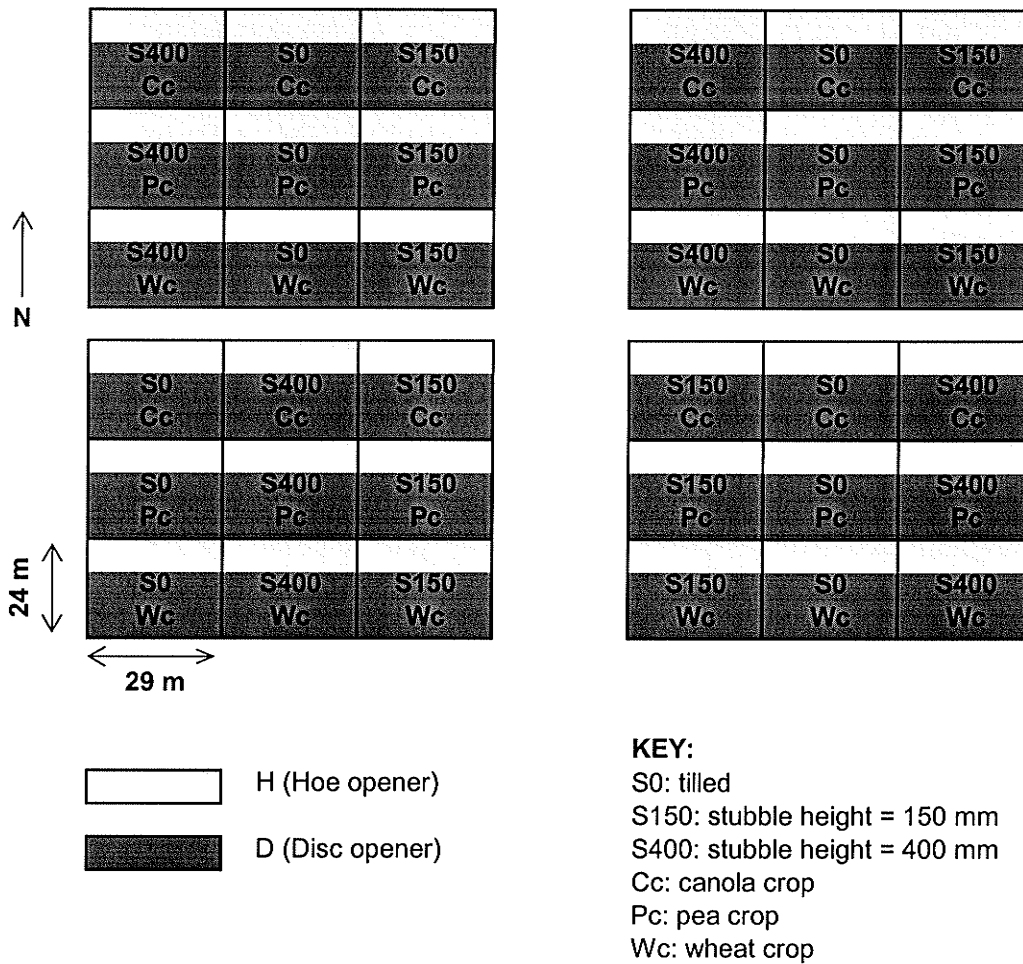 S400 S0 S150
Cc Cc Cc
S400 S0 S150
Pc Pc Pc
S400 S0 S150
Wc Wc Wc
S400 S0 S150
Cc Cc Cc
S400 S0 S150
Pc Pc Pc
S400 S0 S150
Wc Wc Wc
N
S0 S400 S150
Cc Cc Cc
S0 S400 S150
Pc Pc Pc
S0 S400 S150
Wc Wc Wc
S150 S0 S400
Cc Cc Cc
S150 S0 S400
Pc Pc Pc
S150 S0 S400
Wc Wc Wc
24 m
29 m
H (Hoe opener)
D (Disc opener)
KEY:
S0: tilled
S150: stubble height = 150 mm
S400: stubble height = 400 mm
Cc: canola crop
Pc: pea crop
Wc: wheat crop